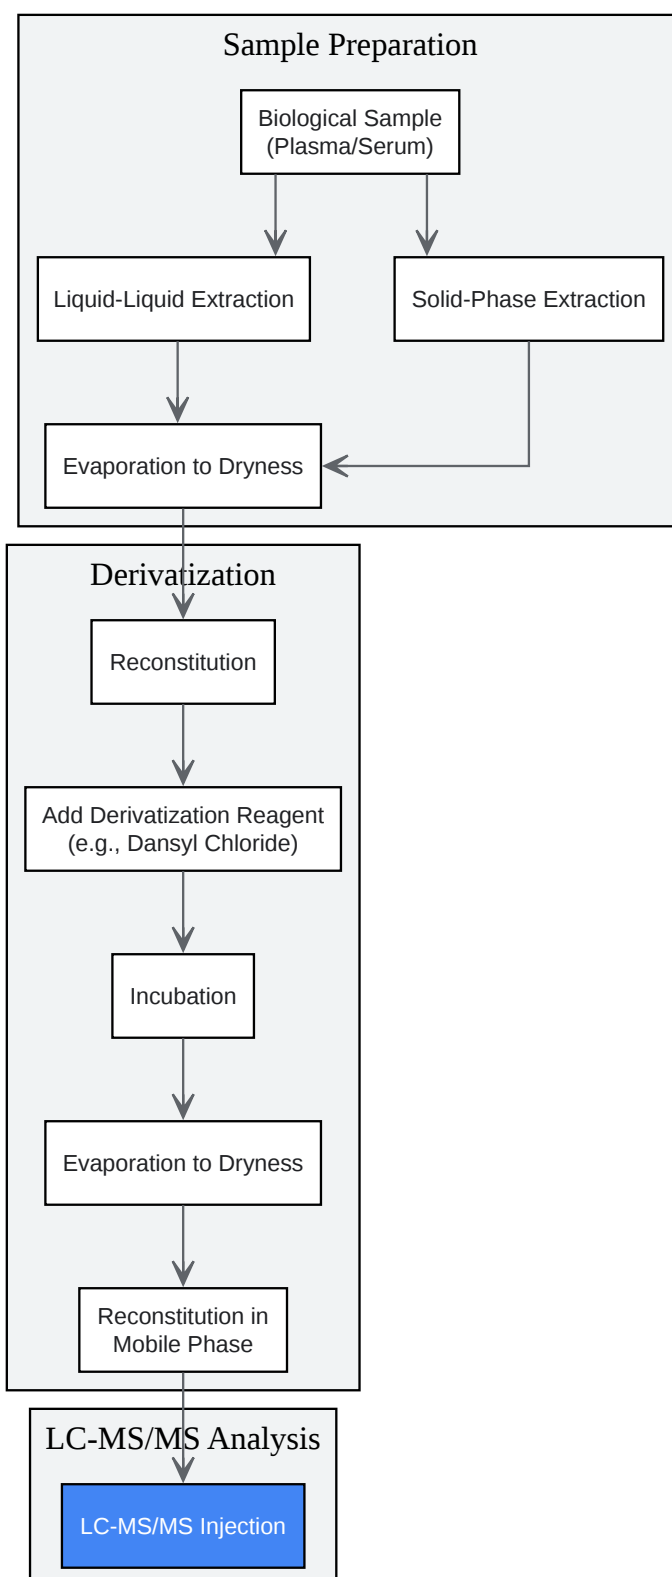 Sample Preparation
Biological Sample
(Plasma/Serum)
Liquid-Liquid Extraction
Solid-Phase Extraction
Evaporation to Dryness
Derivatization
Reconstitution
Add Derivatization Reagent
(e.g., Dansyl Chloride)
Incubation
Evaporation to Dryness
Reconstitution in
Mobile Phase
LC-MS/MS Analysis
LC-MS/MS Injection